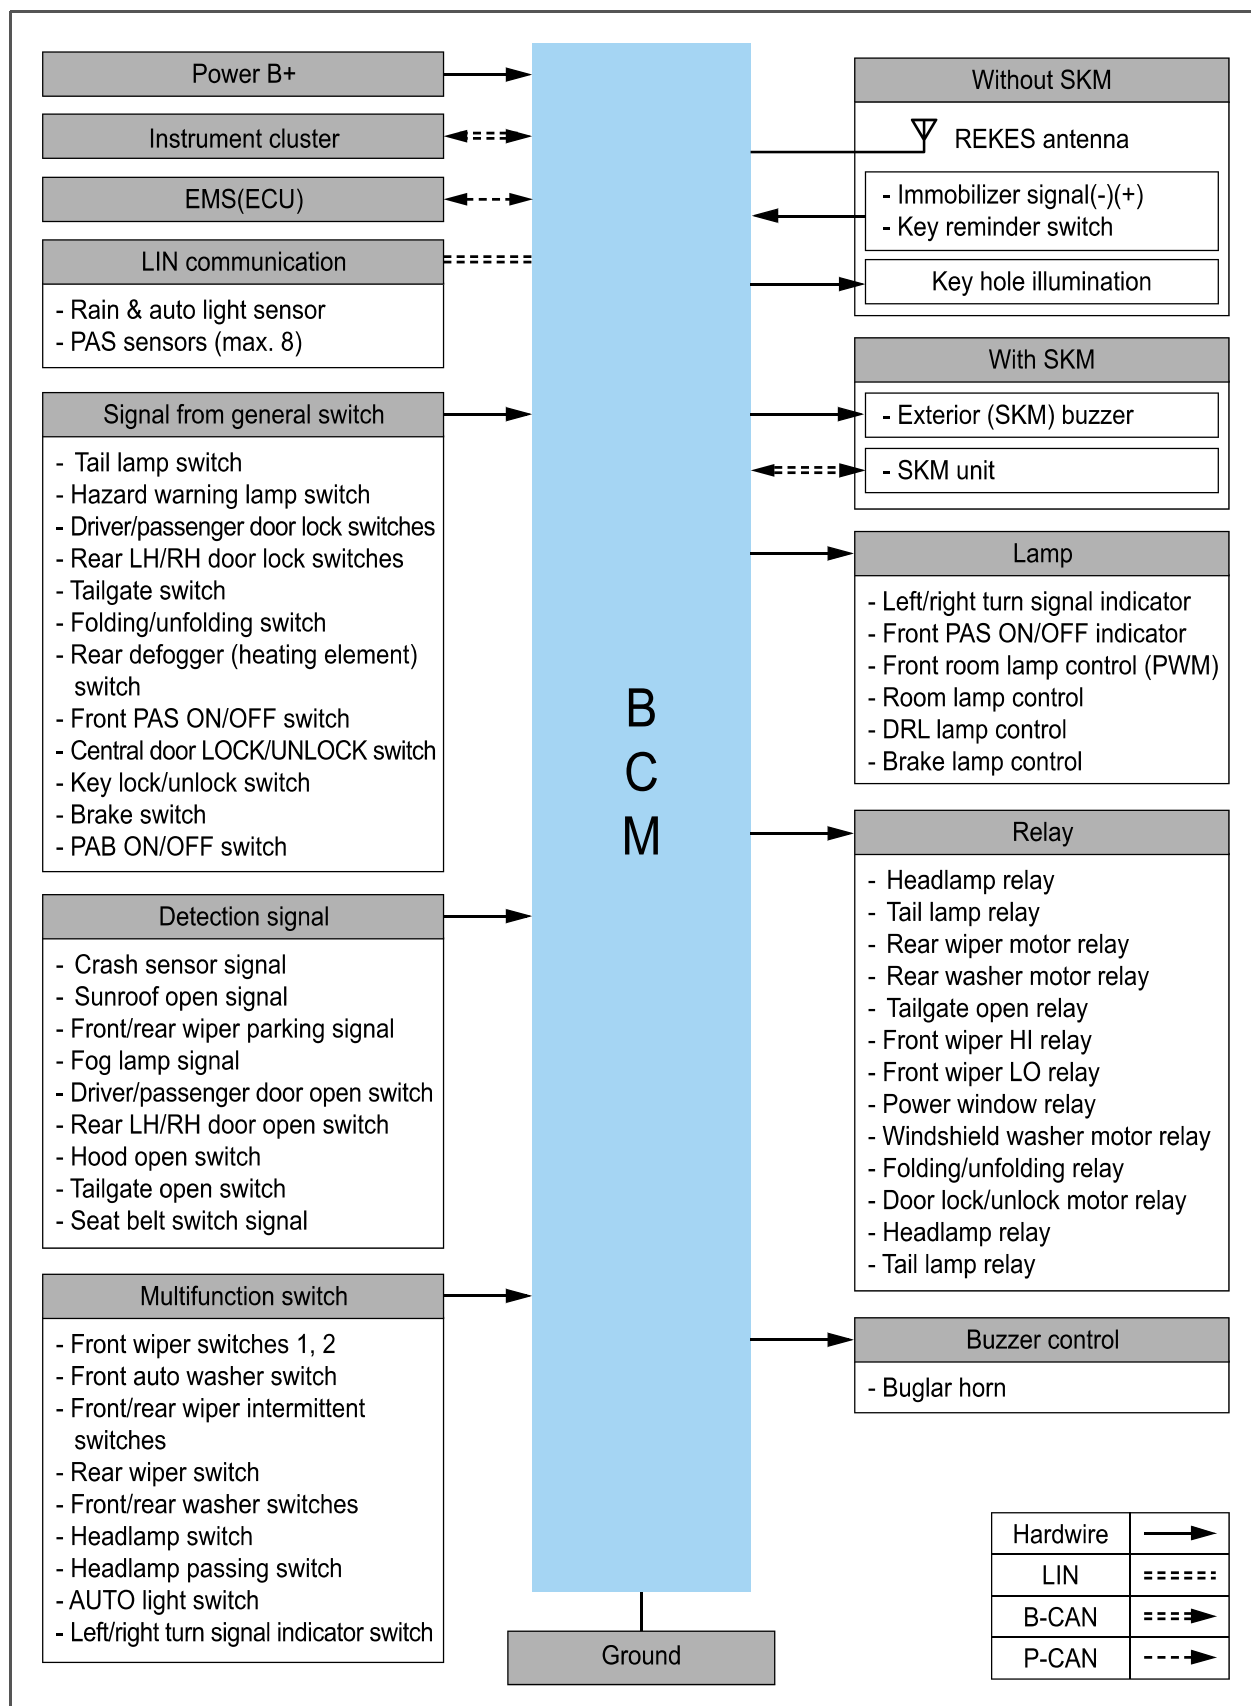 Power B+
Instrument cluster
EMS(ECU)
LIN communication
- Rain & auto light sensor
- PAS sensors (max. 8)
Signal from general switch
- Tail lamp switch
- Hazard warning lamp switch
- Driver/passenger door lock switches
- Rear LH/RH door lock switches
- Tailgate switch
- Folding/unfolding switch
- Rear defogger (heating element)
switch
- Front PAS ON/OFF switch
- Central door LOCK/UNLOCK switch
- Key lock/unlock switch
- Brake switch
- PAB ON/OFF switch
Detection signal
- Crash sensor signal
- Sunroof open signal
- Front/rear wiper parking signal
- Fog lamp signal
- Driver/passenger door open switch
- Rear LH/RH door open switch
- Hood open switch
- Tailgate open switch
- Seat belt switch signal
Multifunction switch
- Front wiper switches 1, 2
- Front auto washer switch
- Front/rear wiper intermittent
switches
- Rear wiper switch
- Front/rear washer switches
- Headlamp switch
- Headlamp passing switch
- AUTO light switch
- Left/right turn signal indicator switch
B
C
M
Ground
Without SKM
REKES antenna
- Immobilizer signal(-)(+)
- Key reminder switch
Key hole illumination
With SKM
- Exterior (SKM) buzzer
- SKM unit
Lamp
- Left/right turn signal indicator
- Front PAS ON/OFF indicator
- Front room lamp control (PWM)
- Room lamp control
- DRL lamp control
- Brake lamp control
Relay
- Headlamp relay
- Tail lamp relay
- Rear wiper motor relay
- Rear washer motor relay
- Tailgate open relay
- Front wiper HI relay
- Front wiper LO relay
- Power window relay
- Windshield washer motor relay
- Folding/unfolding relay
- Door lock/unlock motor relay
- Headlamp relay
- Tail lamp relay
Buzzer control
- Buglar horn
Hardwire
LIN
B-CAN
P-CAN